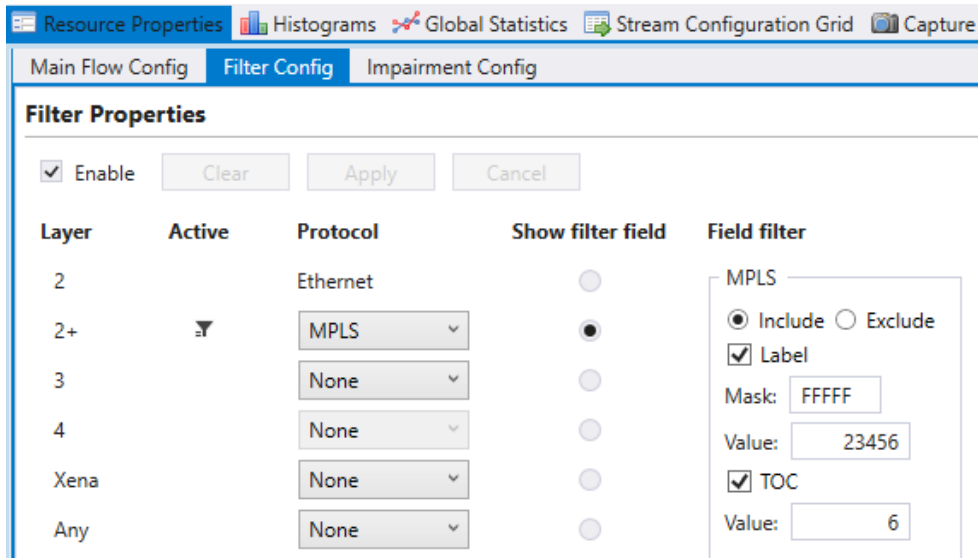 Resource Properties Histograms Global Statistics Stream Configuration Grid Capture
Main Flow Config Filter Config Impairment Config
Filter Properties
Enable Clear Apply Cancel
Layer Active Protocol Show filter field Field filter
2 Ethernet MPLS
2+ MPLS Include Exclude
Label
3 None
Mask: FFFFF
4 None
Value: 23456
Xena None TOC
Any None Value: 6